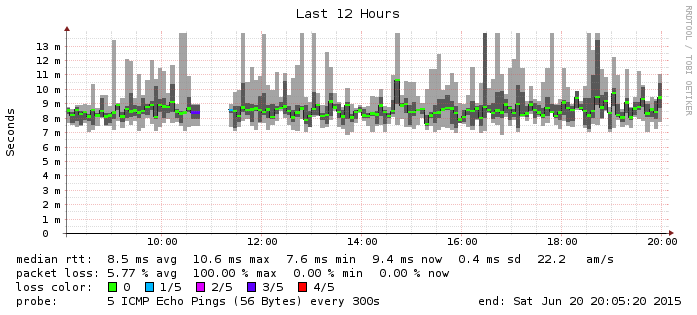 Last 12 Hours
RRDTOOL / TOBI OETIKER
Seconds
13 m
12 m
11 m
10 m
9 m
8 m
7 m
6 m
5 m
4 m
3 m
2 m
1 m
0
10:00 12:00 14:00 16:00 18:00 20:00
median rtt: 8.5 ms avg 10.6 ms max 7.6 ms min 9.4 ms now 0.4 ms sd 22.2 am/s
packet loss: 5.77 % avg 100.00 % max 0.00 % min 0.00 % now
loss color: 0 1/5 2/5 3/5 4/5
probe: 5 ICMP Echo Pings (56 Bytes) every 300s end: Sat Jun 20 20:05:20 2015